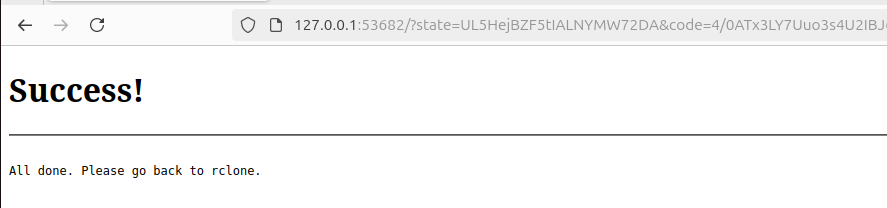 127.0.0.1:53682/?state=UL5HejBZF5tIALNYMW72DA&code=4/0ATx3LY7Uuo3s4U2IBJ
Success!
All done. Please go back to rclone.